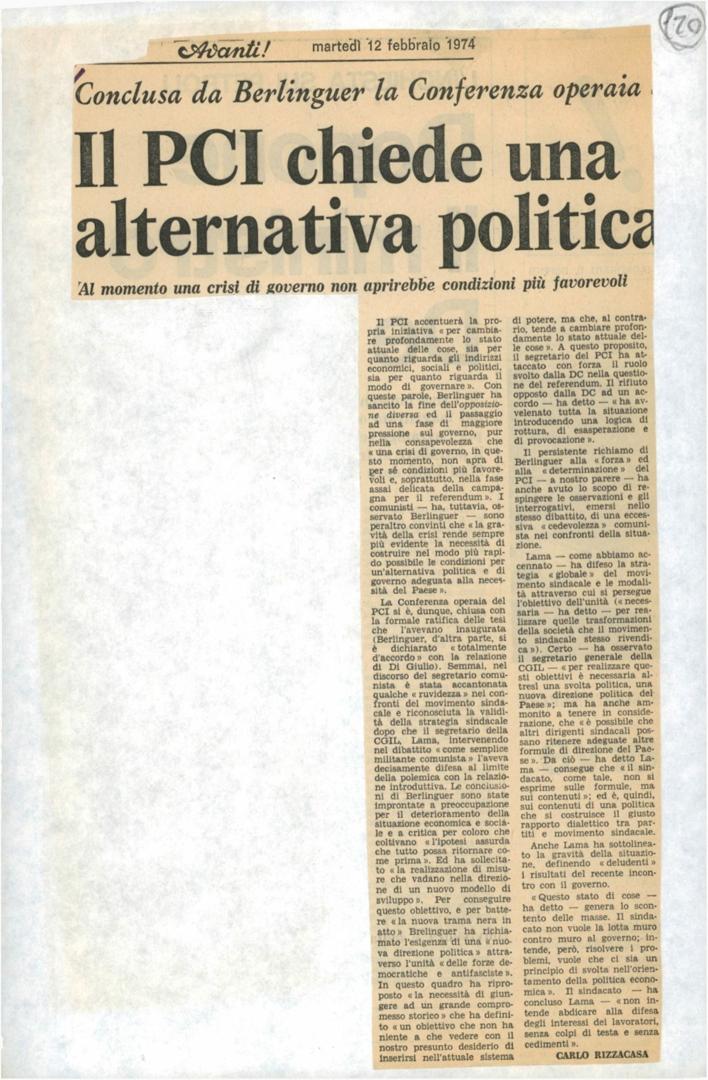 120
Avanti! martedì 12 febbraio 1974
Conclusa da Berlinguer la Conferenza operaia
Il PCI chiede una
alternativa politica
'Al momento una crisi di governo non aprirebbe condizioni più favorevoli
Il PCI accentuerà la pro-
pria iniziativa «per cambia-
re profondamente lo stato
attuale delle cose, sia per
quanto riguarda gli indirizzi
economici, sociali e politici,
sia per quanto riguarda il
modo di governare». Con
queste parole, Berlinguer ha
sancito la fine dell'opposizio-
ne diversa ed il passaggio
ad una fase di maggiore
pressione sul governo, pur
nella consapevolezza che
«una crisi di governo, in que-
sto momento, non apra di
per sé condizioni più favore-
voli e, soprattutto, nella fase
assai delicata della campa-
gna per il referendum». I
comunisti — ha, tuttavia, os-
servato Berlinguer — sono
peraltro convinti che «la gra-
vità della crisi rende sempre
più evidente la necessità di
costruire nel modo più rapi-
do possibile le condizioni per
un'alternativa politica e di
governo adeguata alla neces-
sità del Paese».
La Conferenza operaia del
PCI si è, dunque, chiusa con
la formale ratifica delle tesi
che l'avevano inaugurata
(Berlinguer, d'altra parte, si
è dichiarato «totalmente
d'accordo» con la relazione
di Di Giulio). Semmai, nel
discorso del segretario comu-
nista è stata accantonata
qualche «ruvidezza» nei con-
fronti del movimento sinda-
cale e riconosciuta la validi-
tà della strategia sindacale
dopo che il segretario della
CGIL, Lama, intervenendo
nel dibattito «come semplice
militante comunista» l'aveva
decisamente difesa al limite
della polemica con la relazio-
ne introduttiva. Le conclusio-
ni di Berlinguer sono state
improntate a preoccupazione
per il deterioramento della
situazione economica e socia-
le e a critica per coloro che
coltivano «l'ipotesi assurda
che tutto possa ritornare co-
me prima». Ed ha sollecita-
to «la realizzazione di misu-
re che vadano nella direzio-
ne di un nuovo modello di
sviluppo». Per conseguire
questo obiettivo, e per batte-
re «la nuova trama nera in
atto» Brelinguer ha richia-
mato l'esigenza di una «nuo-
va direzione politica» attra-
verso l'unità «delle forze de-
mocratiche e antifasciste».
In questo quadro ha ripro-
posto «la necessità di giun-
gere ad un grande compro-
messo storico» che ha defini-
to «un obiettivo che non ha
niente a che vedere con il
nostro presunto desiderio di
inserirsi nell'attuale sistema
di potere, ma che, al contra-
rio, tende a cambiare profon-
damente lo stato attuale del-
le cose». A questo proposito,
il segretario del PCI ha at-
taccato con forza il ruolo
svolto dalla DC nella questio-
ne del referendum. Il rifiuto
opposto dalla DC ad un ac-
cordo — ha detto — «ha av-
velenato tutta la situazione
introducendo una logica di
rottura, di esasperazione e
di provocazione».
Il persistente richiamo di
Berlinguer alla «forza» ed
alla «determinazione» del
PCI — a nostro parere — ha
anche avuto lo scopo di re-
spingere le osservazioni e gli
interrogativi, emersi nello
stesso dibattito, di una ecces-
siva «cedevolezza» comuni-
sta nei confronti della situa-
zione.
Lama — come abbiamo ac-
cennato — ha difeso la stra-
tegia «globale» del movi-
mento sindacale e le modali-
tà attraverso cui si persegue
l'obiettivo dell'unità («neces-
saria — ha detto — per rea-
lizzare quelle trasformazioni
della società che il movimen-
to sindacale stesso rivendi-
ca»). Certo — ha osservato
il segretario generale della
CGIL — «per realizzare que-
sti obiettivi è necessaria al-
tresì una svolta politica, una
nuova direzione politica del
Paese»; ma ha anche am-
monito a tenere in conside-
razione, che «è possibile che
altri dirigenti sindacali pos-
sano ritenere adeguate altre
formule di direzione del Pae-
se». Da ciò — ha detto La-
ma — consegue che «il sin-
dacato, come tale, non si
esprime sulle formule, ma
sui contenuti»; ed è, quindi,
sui contenuti di una politica
che si costruisce il giusto
rapporto dialettico tra par-
titi e movimento sindacale.
Anche Lama ha sottolinea-
to la gravità della situazio-
ne, definendo «deludenti»
i risultati del recente incon-
tro con il governo.
«Questo stato di cose —
ha detto — genera lo scon-
tento delle masse. Il sinda-
cato non vuole la lotta muro
contro muro al governo; in-
tende, però, risolvere i pro-
blemi, vuole che ci sia un
principio di svolta nell'orien-
tamento della politica econo-
mica». Il sindacato — ha
concluso Lama — «non in-
tende abdicare alla difesa
degli interessi dei lavoratori,
senza colpi di testa e senza
cedimenti».
CARLO RIZZACASA